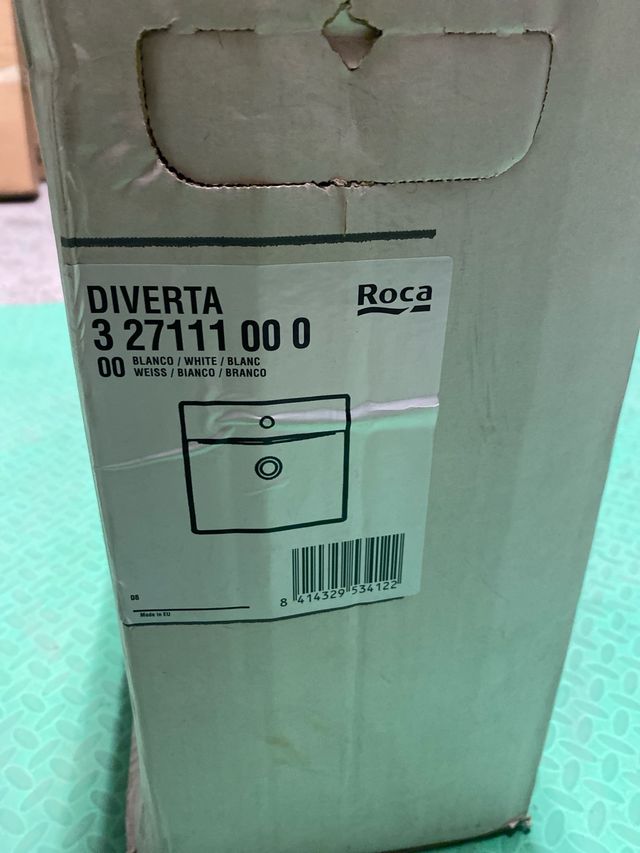 DIVERTA
Roca
3 27111 00 0
00 BLANCO / WHITE / BLANC
WEISS / BIANCO / BRANCO
8 414329 534122
08
Made in EU